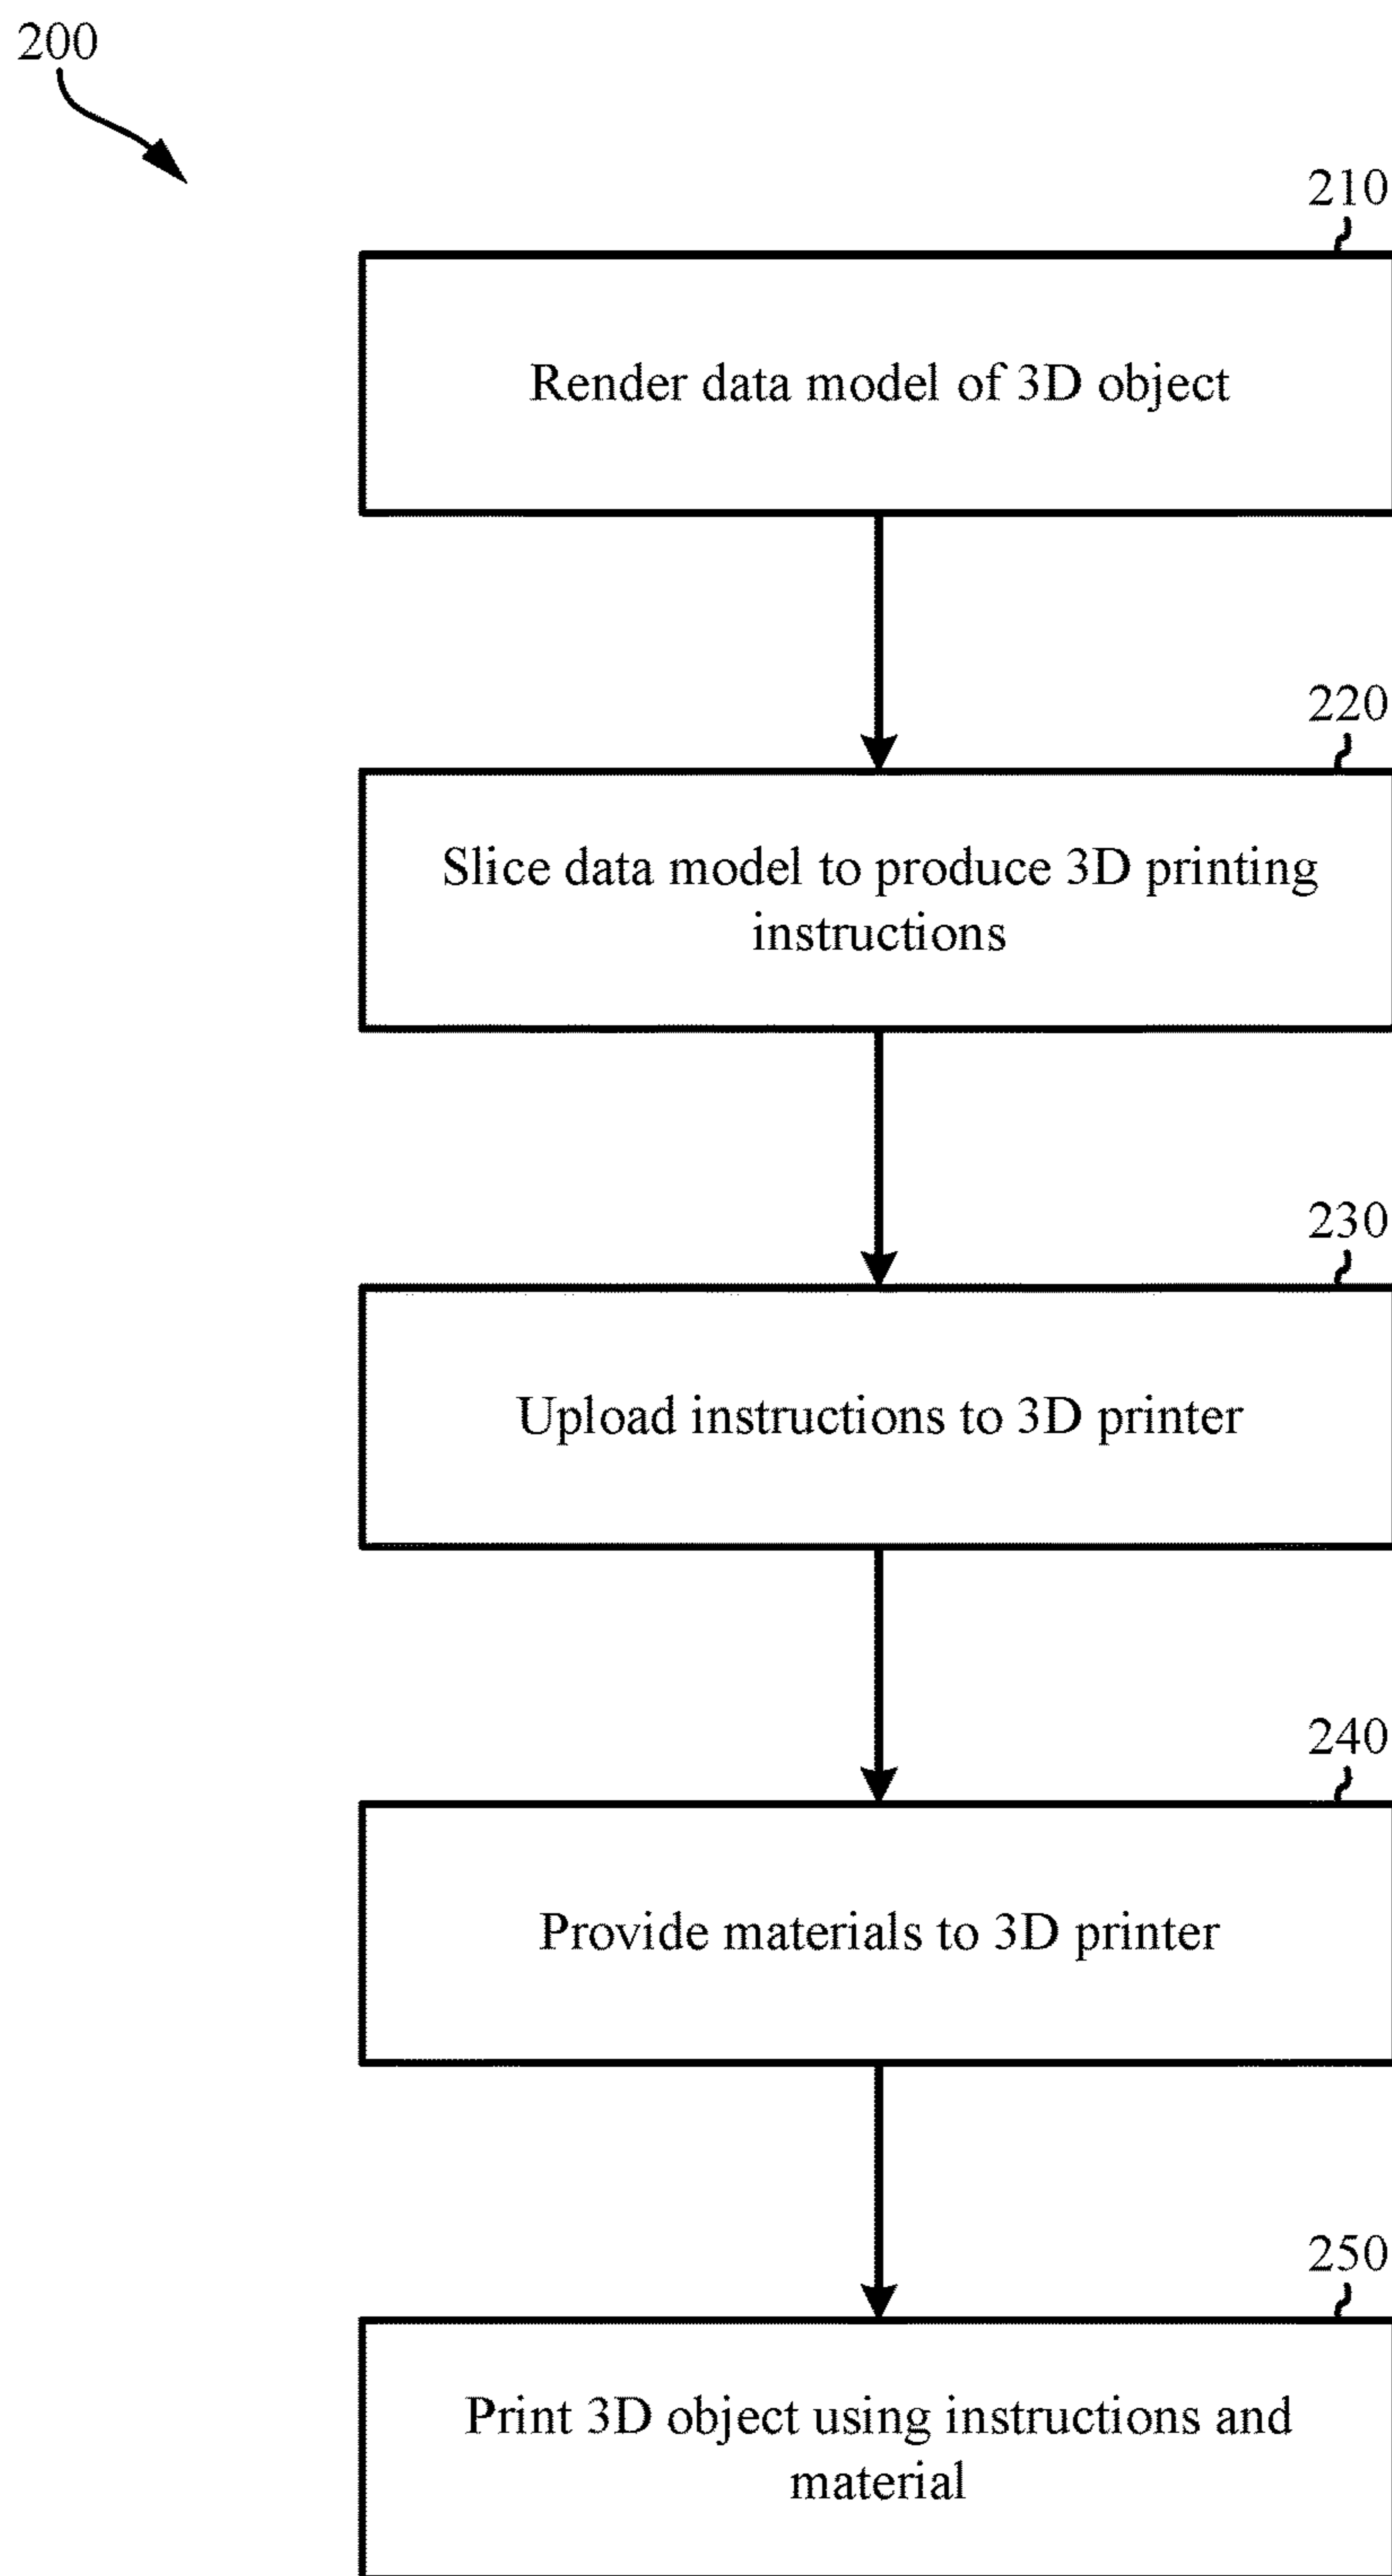 200
210
Render data model of 3D object
220
Slice data model to produce 3D printing
instructions
230
Upload instructions to 3D printer
240
Provide materials to 3D printer
250
Print 3D object using instructions and
material